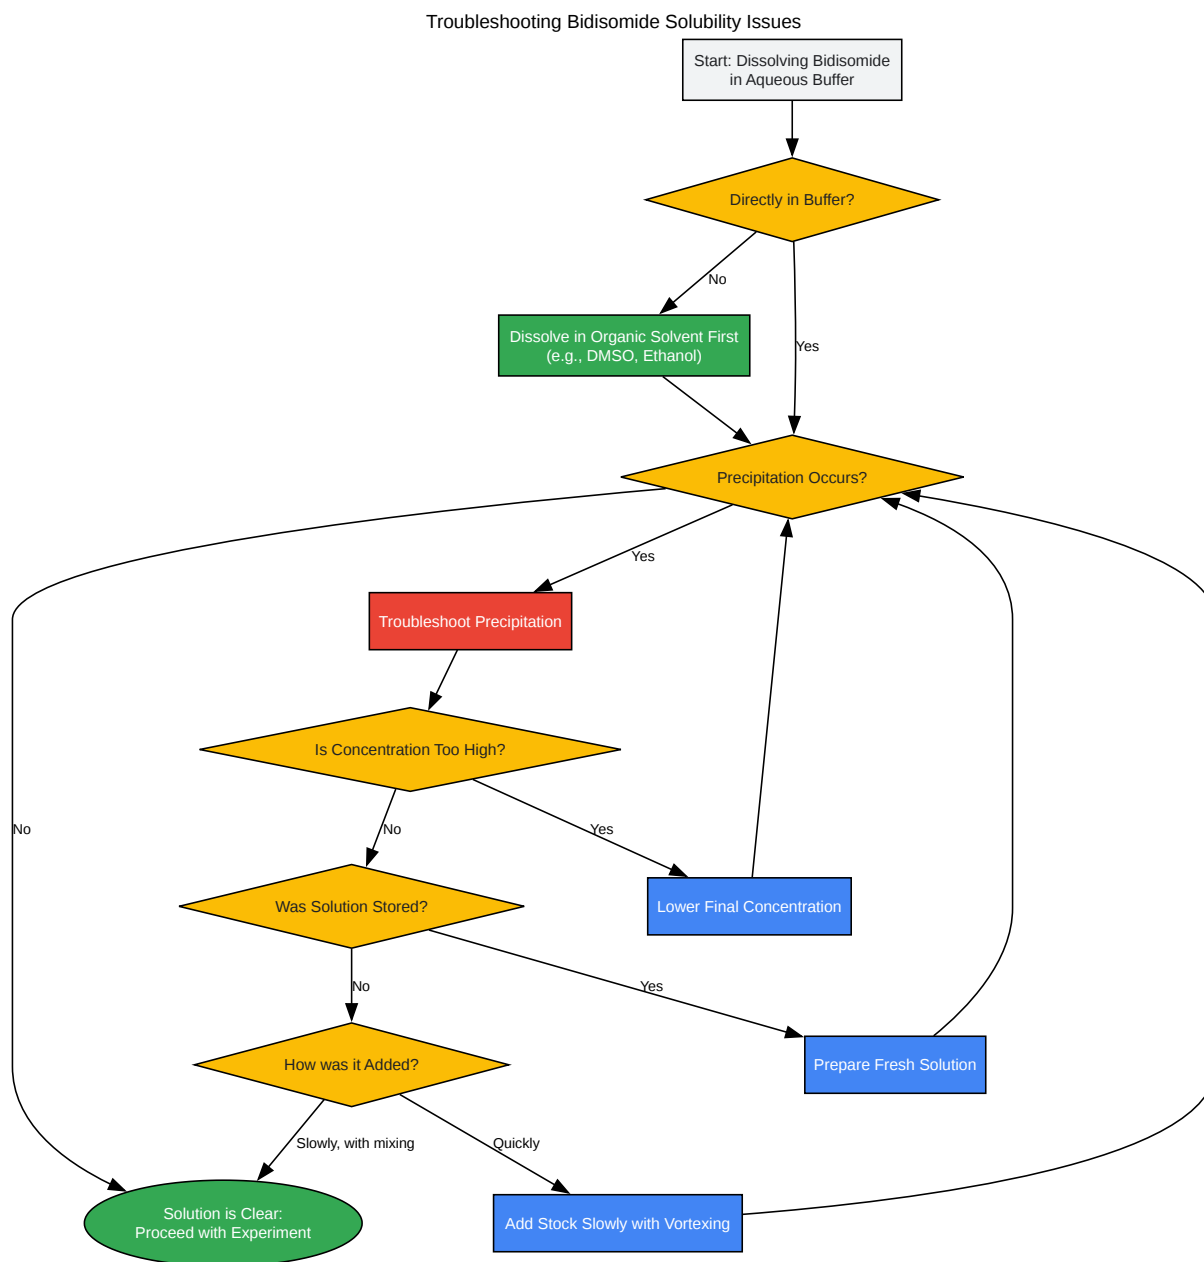 Troubleshooting Bidisomide Solubility Issues
Start: Dissolving Bidisomide
in Aqueous Buffer
Directly in Buffer?
No
Dissolve in Organic Solvent First
(e.g., DMSO, Ethanol)
Yes
Precipitation Occurs?
Yes
Troubleshoot Precipitation
Is Concentration Too High?
No
No
Yes
Was Solution Stored?
Lower Final Concentration
No
Yes
How was it Added?
Prepare Fresh Solution
Slowly, with mixing
Quickly
Solution is Clear:
Proceed with Experiment
Add Stock Slowly with Vortexing